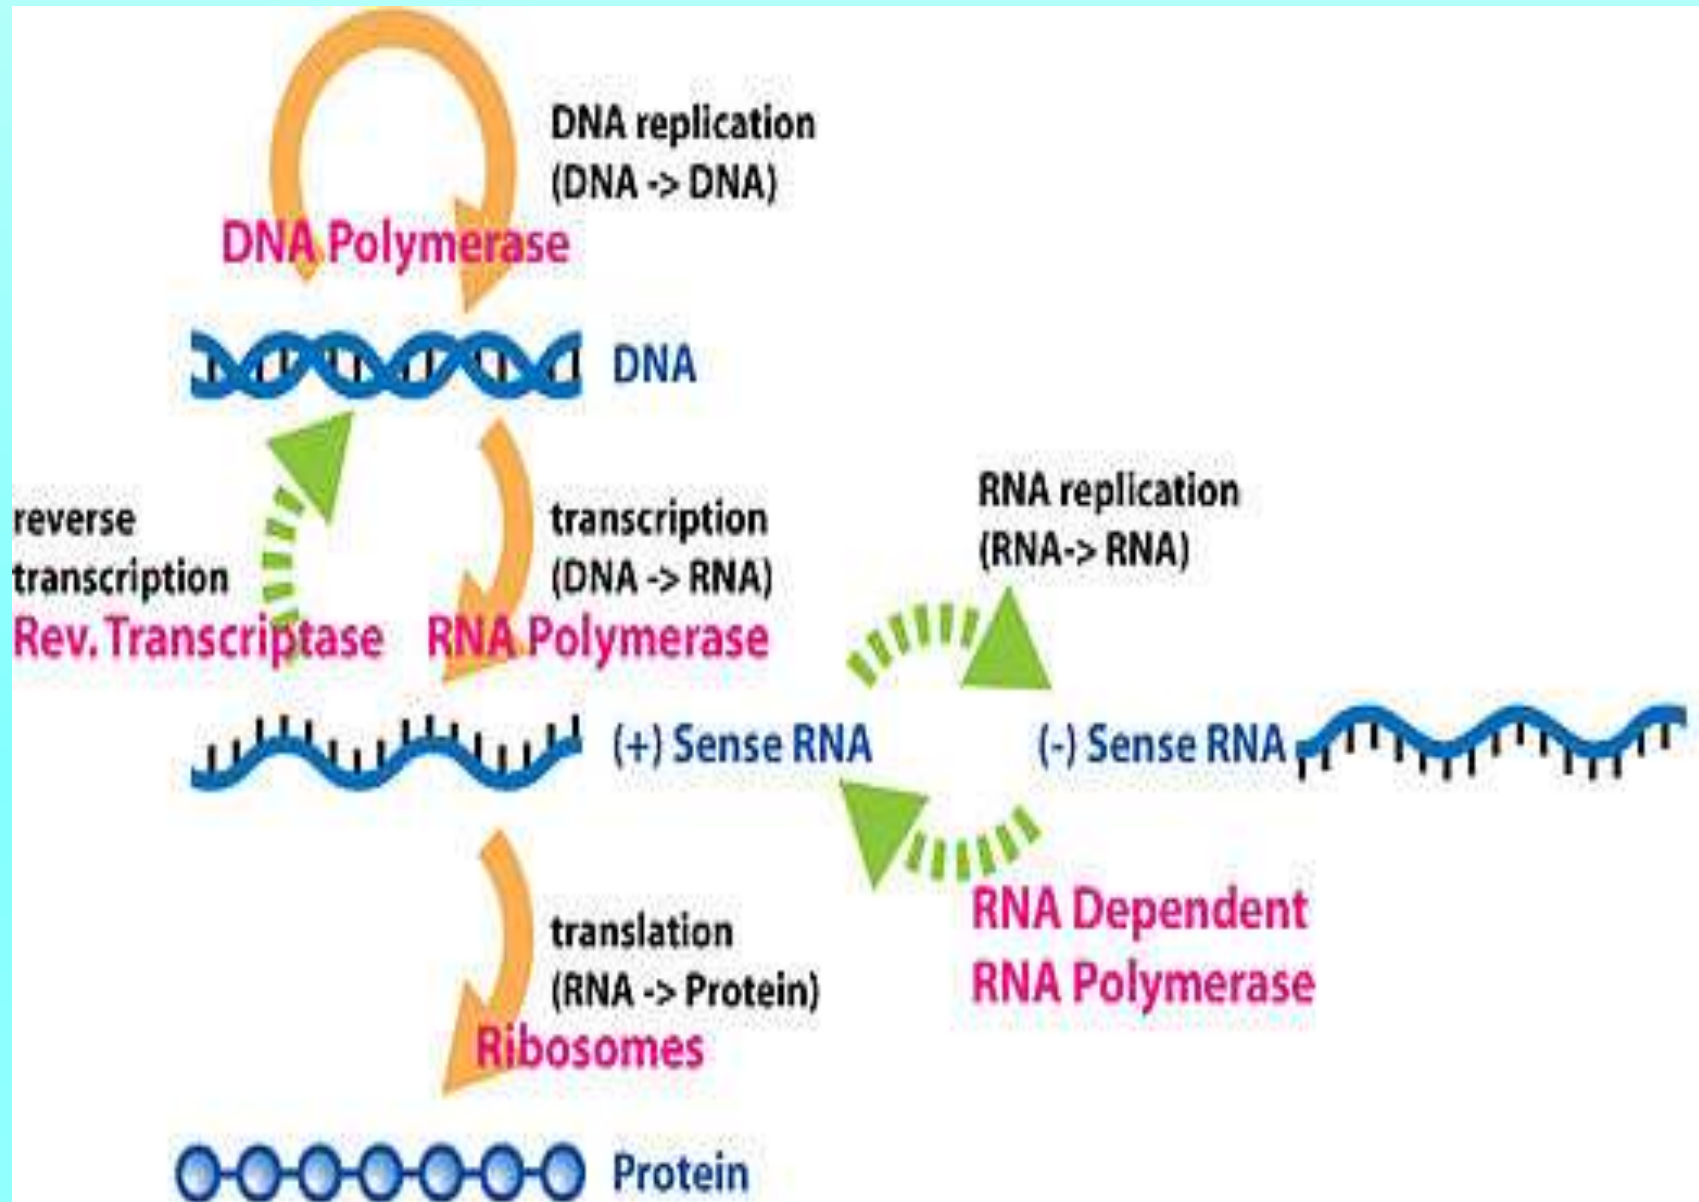 DNA replication
(DNA -> DNA)
DNA Polymerase
DNA
reverse
transcription
Rev. Transcriptase
transcription
(DNA -> RNA)
RNA Polymerase
RNA replication
(RNA-> RNA)
(+) Sense RNA
(-) Sense RNA
RNA Dependent
RNA Polymerase
translation
(RNA -> Protein)
Ribosomes
Protein